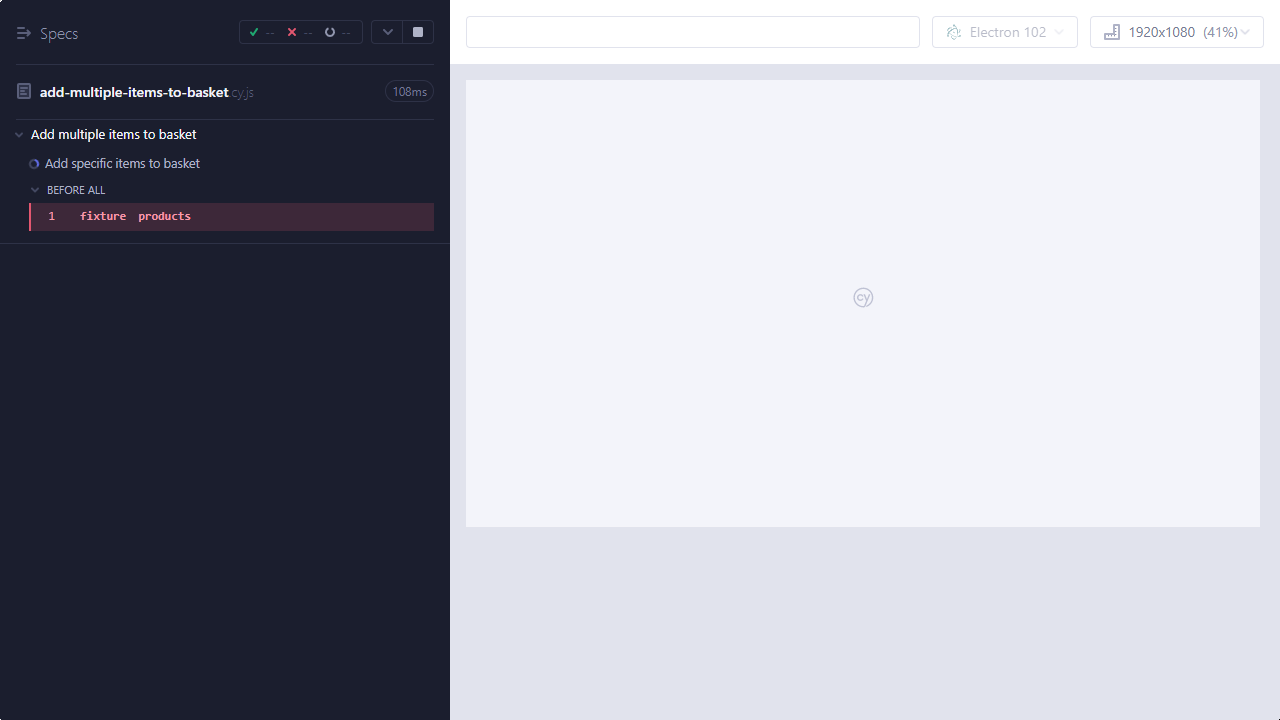 Specs -- -- --
add-multiple-items-to-basket.cy.js 108ms
Add multiple items to basket
Add specific items to basket
BEFORE ALL
1 fixture products
Electron 102 1920x1080 (41%)
cy